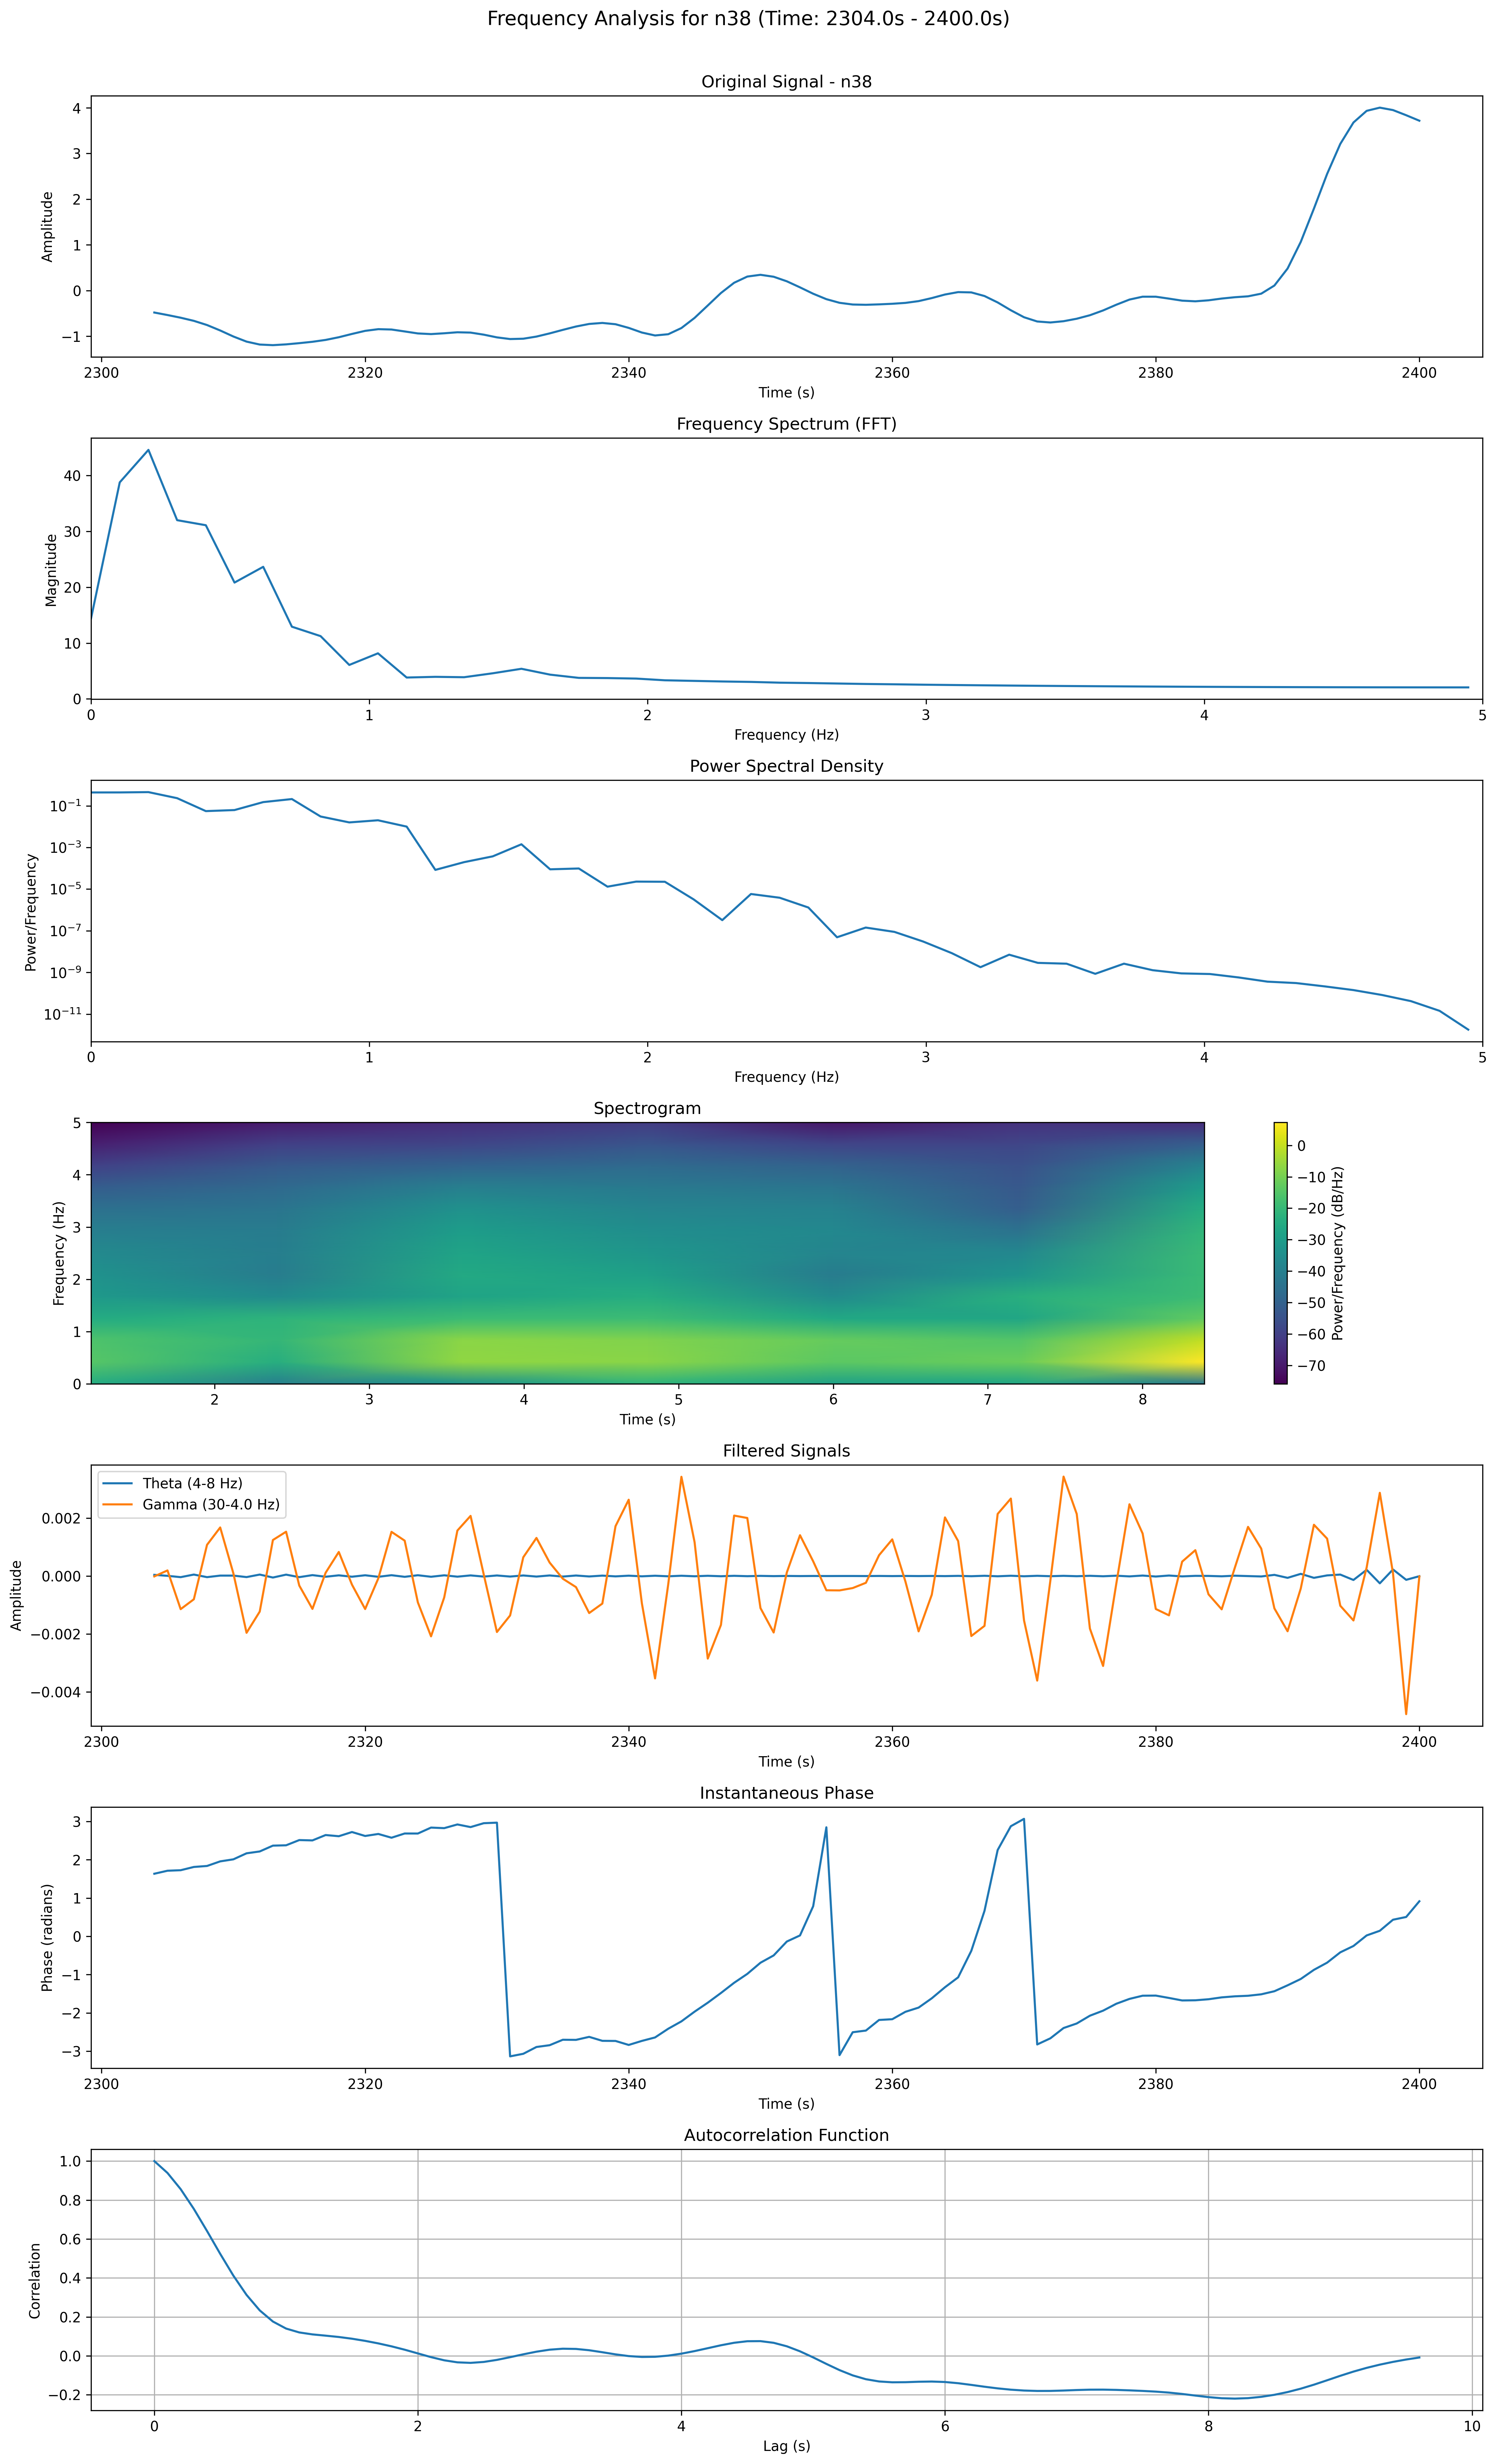 Frequency Analysis for n38 (Time: 2304.0s - 2400.0s)
Original Signal - n38
Amplitude
4
3
2
1
0
−1
2300 2320 2340 2360 2380 2400
Time (s)
Frequency Spectrum (FFT)
Magnitude
40
30
20
10
0
0 1 2 3 4 5
Frequency (Hz)
Power Spectral Density
Power/Frequency
10⁻¹
10⁻³
10⁻⁵
10⁻⁷
10⁻⁹
10⁻¹¹
0 1 2 3 4 5
Frequency (Hz)
Spectrogram
Frequency (Hz)
5
4
3
2
1
0
2 3 4 5 6 7 8
Time (s)
0
−10
−20
−30
−40
−50
−60
−70
Power/Frequency (dB/Hz)
Filtered Signals
Theta (4-8 Hz)
Gamma (30-4.0 Hz)
Amplitude
0.002
0.000
−0.002
−0.004
2300 2320 2340 2360 2380 2400
Time (s)
Instantaneous Phase
Phase (radians)
3
2
1
0
−1
−2
−3
2300 2320 2340 2360 2380 2400
Time (s)
Autocorrelation Function
Correlation
1.0
0.8
0.6
0.4
0.2
0.0
−0.2
0 2 4 6 8 10
Lag (s)